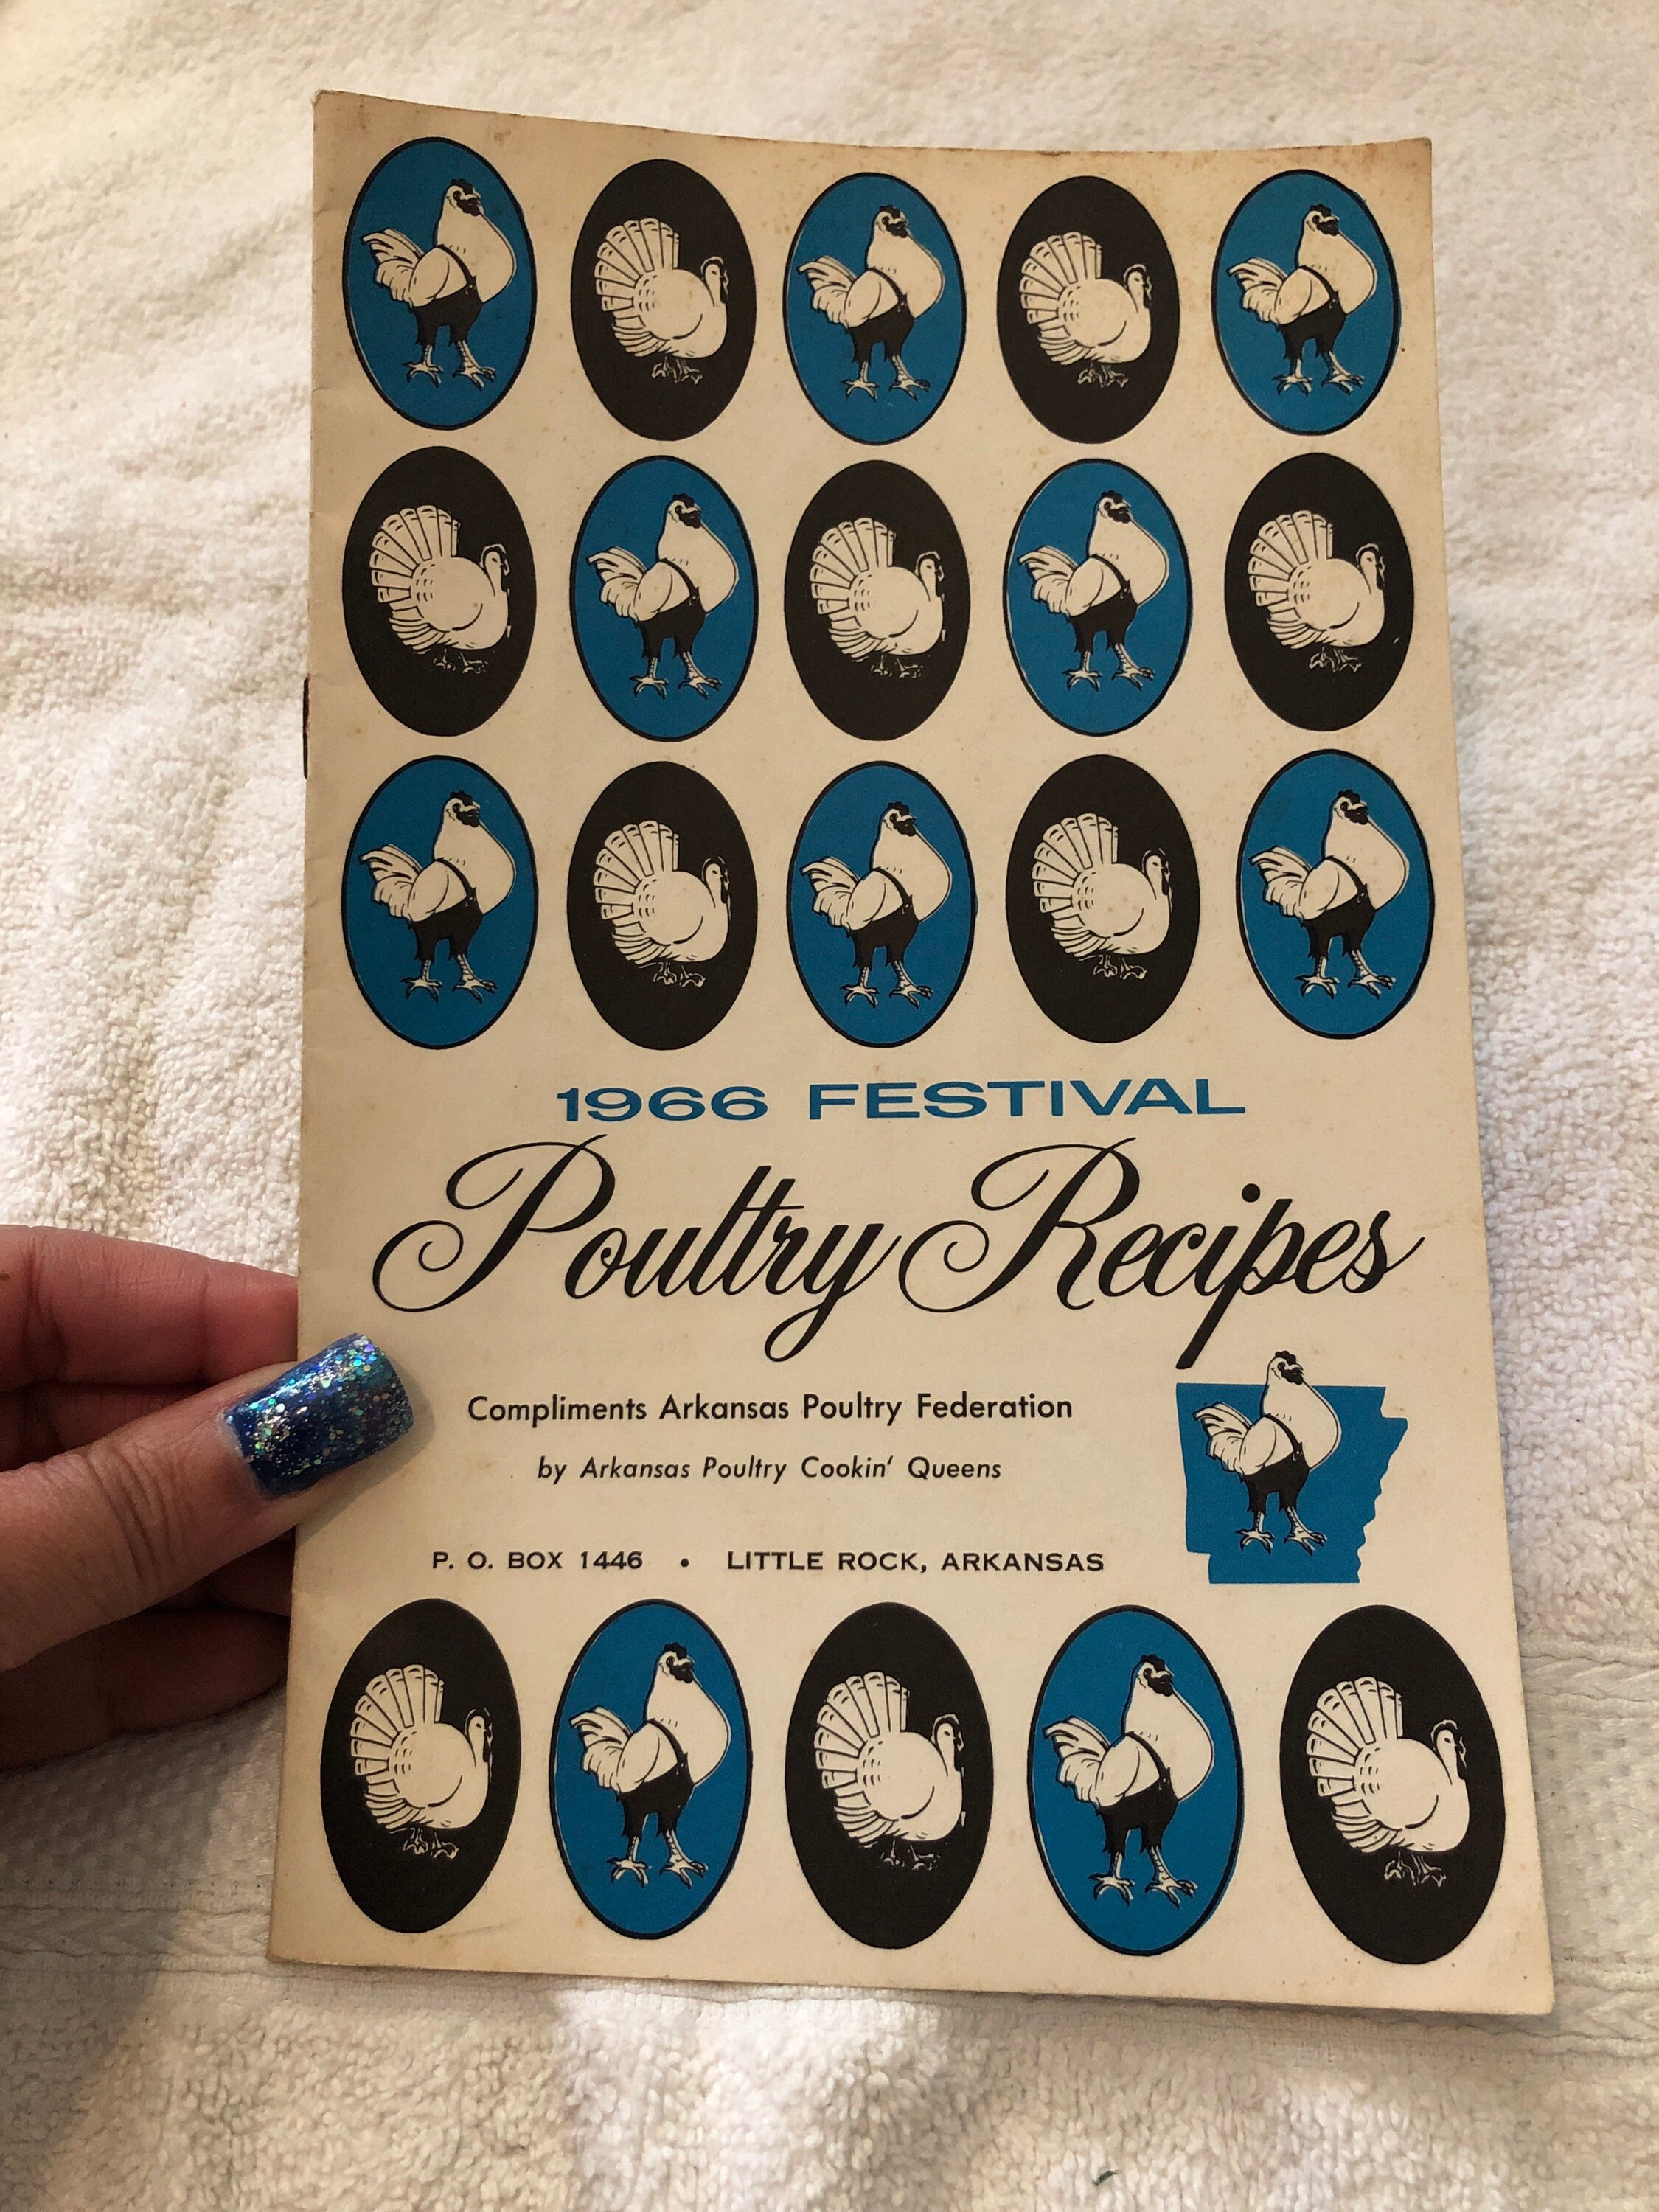 1966 FESTIVAL
Poultry Recipes
Compliments Arkansas Poultry Federation
by Arkansas Poultry Cookin' Queens
P. O. BOX 1446 • LITTLE ROCK, ARKANSAS